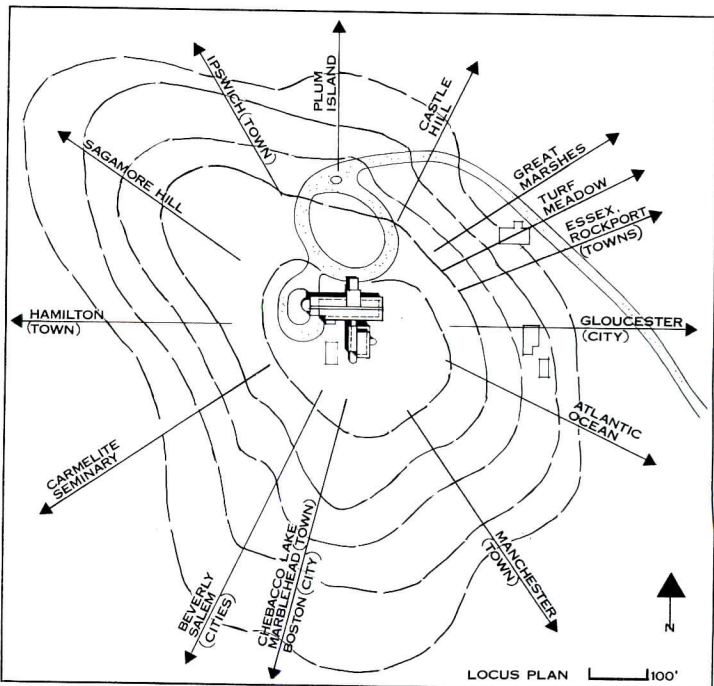 IPSWICH (TOWN)
PLUM
ISLAND
CASTLE
HILL
SAGAMORE HILL
GREAT
MARSHES
TURF
MEADOW
ESSEX,
ROCKPORT
(TOWNS)
HAMILTON
(TOWN)
GLOUCESTER
(CITY)
CARMELITE
SEMINARY
ATLANTIC
OCEAN
BEVERLY
SALEM
(CITIES)
CHEBACCO LAKE
MARBLEHEAD (TOWN)
BOSTON (CITY)
MANCHESTER
(TOWN)
N
LOCUS PLAN 100'